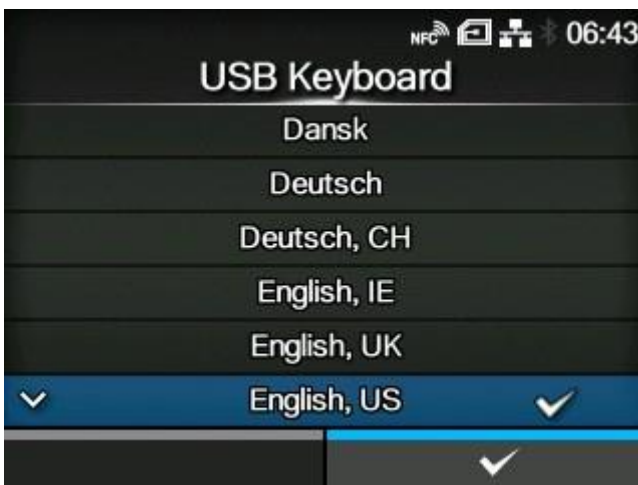 NFC 06:43
USB Keyboard
Dansk
Deutsch
Deutsch, CH
English, IE
English, UK
English, US